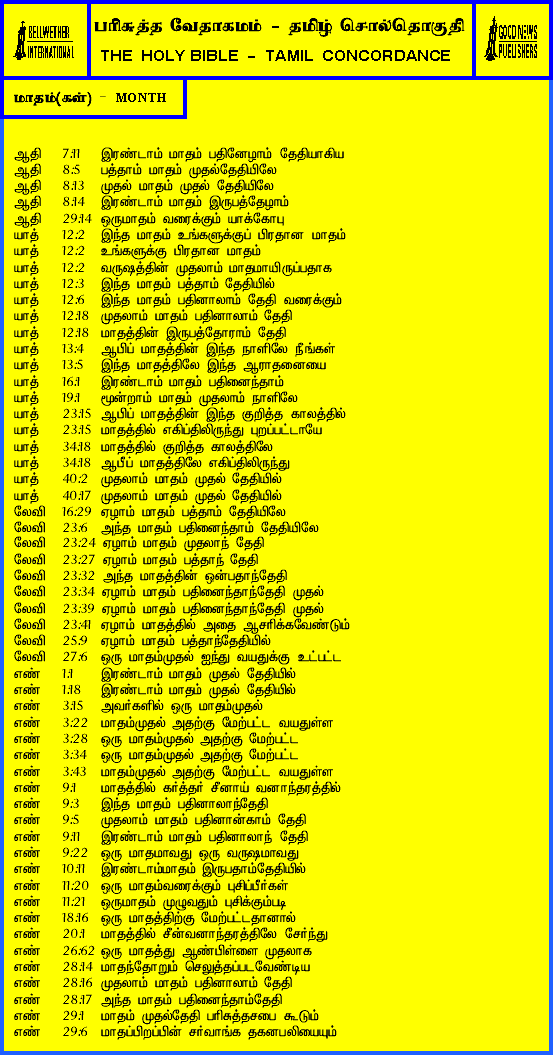 BELLWETHER
INTERNATIONAL
பரிசுத்த வேதாகமம் - தமிழ் சொல்தொகுதி
THE HOLY BIBLE - TAMIL CONCORDANCE
GOOD NEWS
PUBLISHERS
மாதம்(கள்) - MONTH
ஆதி 7:11 இரண்டாம் மாதம் பதினேழாம் தேதியாகிய
ஆதி 8:5 பத்தாம் மாதம் முதல்தேதியிலே
ஆதி 8:13 முதல் மாதம் முதல் தேதியிலே
ஆதி 8:14 இரண்டாம் மாதம் இருபத்தேழாம்
ஆதி 29:14 ஒருமாதம் வரைக்கும் யாக்கோபு
யாத் 12:2 இந்த மாதம் உங்களுக்குப் பிரதான மாதம்
யாத் 12:2 உங்களுக்கு பிரதான மாதம்
யாத் 12:2 வருஷத்தின் முதலாம் மாதமாயிருப்பதாக
யாத் 12:3 இந்த மாதம் பத்தாம் தேதியில்
யாத் 12:6 இந்த மாதம் பதினாலாம் தேதி வரைக்கும்
யாத் 12:18 முதலாம் மாதம் பதினாலாம் தேதி
யாத் 12:18 மாதத்தின் இருபத்தோராம் தேதி
யாத் 13:4 ஆபிப் மாதத்தின் இந்த நாளிலே நீங்கள்
யாத் 13:5 இந்த மாதத்திலே இந்த ஆராதனையை
யாத் 16:1 இரண்டாம் மாதம் பதினைந்தாம்
யாத் 19:1 மூன்றாம் மாதம் முதலாம் நாளிலே
யாத் 23:15 ஆபிப் மாதத்தின் இந்த குறித்த காலத்தில்
யாத் 23:15 மாதத்தில் எகிப்திலிருந்து புறப்பட்டாயே
யாத் 34:18 மாதத்தில் குறித்த காலத்திலே
யாத் 34:18 ஆபீப் மாதத்திலே எகிப்திலிருந்து
யாத் 40:2 முதலாம் மாதம் முதல் தேதியில்
யாத் 40:17 முதலாம் மாதம் முதல் தேதியில்
லேவி 16:29 ஏழாம் மாதம் பத்தாம் தேதியிலே
லேவி 23:6 அந்த மாதம் பதினைந்தாம் தேதியிலே
லேவி 23:24 ஏழாம் மாதம் முதலாந் தேதி
லேவி 23:27 ஏழாம் மாதம் பத்தாந் தேதி
லேவி 23:32 அந்த மாதத்தின் ஒன்பதாந்தேதி
லேவி 23:34 ஏழாம் மாதம் பதினைந்தாந்தேதி முதல்
லேவி 23:39 ஏழாம் மாதம் பதினைந்தாந்தேதி முதல்
லேவி 23:41 ஏழாம் மாதத்தில் அதை ஆசரிக்கவேண்டும்
லேவி 25:9 ஏழாம் மாதம் பத்தாந்தேதியில்
லேவி 27:6 ஒரு மாதம்முதல் ஐந்து வயதுக்கு உட்பட்ட
எண் 1:1 இரண்டாம் மாதம் முதல் தேதியில்
எண் 1:18 இரண்டாம் மாதம் முதல் தேதியில்
எண் 3:15 அவர்களில் ஒரு மாதம்முதல்
எண் 3:22 மாதம்முதல் அதற்கு மேற்பட்ட வயதுள்ள
எண் 3:28 ஒரு மாதம்முதல் அதற்கு மேற்பட்ட
எண் 3:34 ஒரு மாதம்முதல் அதற்கு மேற்பட்ட
எண் 3:43 மாதம்முதல் அதற்கு மேற்பட்ட வயதுள்ள
எண் 9:1 மாதத்தில் கர்த்தர் சீனாய் வனாந்தரத்தில்
எண் 9:3 இந்த மாதம் பதினாலாந்தேதி
எண் 9:5 முதலாம் மாதம் பதினான்காம் தேதி
எண் 9:11 இரண்டாம் மாதம் பதினாலாந் தேதி
எண் 9:22 ஒரு மாதமாவது ஒரு வருஷமாவது
எண் 10:11 இரண்டாம்மாதம் இருபதாம்தேதியில்
எண் 11:20 ஒரு மாதம்வரைக்கும் புசிப்பீர்கள்
எண் 11:21 ஒருமாதம் முழுவதும் புசிக்கும்படி
எண் 18:16 ஒரு மாதத்திற்கு மேற்பட்டதானால்
எண் 20:1 மாதத்தில் சீன்வனாந்தரத்திலே சேர்ந்து
எண் 26:62 ஒரு மாதத்து ஆண்பிள்ளை முதலாக
எண் 28:14 மாதந்தோறும் செலுத்தப்படவேண்டிய
எண் 28:16 முதலாம் மாதம் பதினாலாம் தேதி
எண் 28:17 அந்த மாதம் பதினைந்தாம்தேதி
எண் 29:1 மாதம் முதல்தேதி பரிசுத்தசபை கூடும்
எண் 29:6 மாதப்பிறப்பின் சர்வாங்க தகனபலியையும்